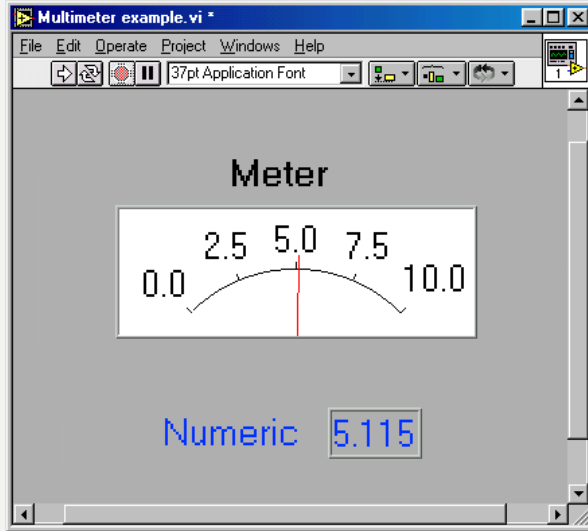 Multimeter example.vi *
File Edit Operate Project Windows Help
37pt Application Font
1
Meter
0.0 2.5 5.0 7.5 10.0
Numeric 5.115